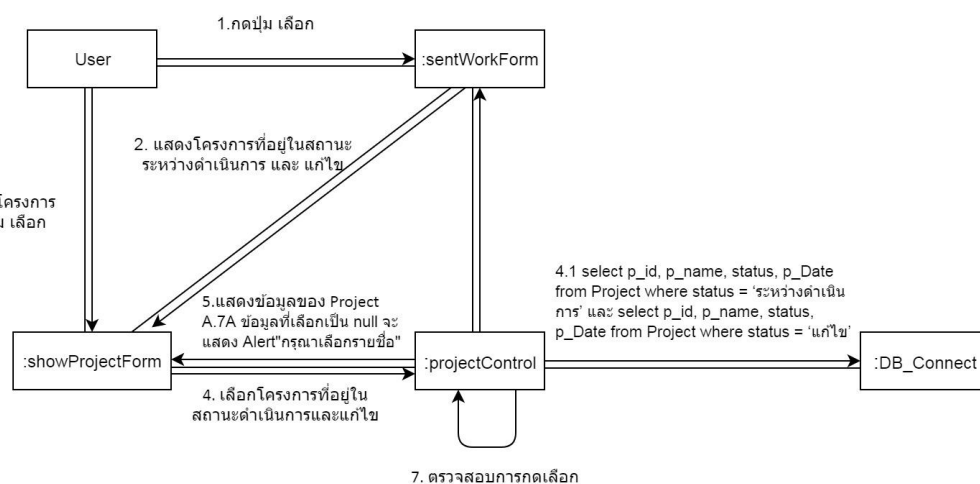 1.กดปุ่ม เลือก
User
:sentWorkForm
2. แสดงโครงการที่อยู่ในสถานะ
ระหว่างดำเนินการ และ แก้ไข
โครงการ
เลือก
4.1 select p_id, p_name, status, p_Date
from Project where status = ‘ระหว่างดำเนิน
การ’ และ select p_id, p_name, status,
p_Date from Project where status = ‘แก้ไข’
5.แสดงข้อมูลของ Project
A.7A ข้อมูลที่เลือกเป็น null จะ
แสดง Alert"กรุณาเลือกรายชื่อ"
:showProjectForm
:projectControl
:DB_Connect
4. เลือกโครงการที่อยู่ใน
สถานะดำเนินการและแก้ไข
7. ตรวจสอบการกดเลือก